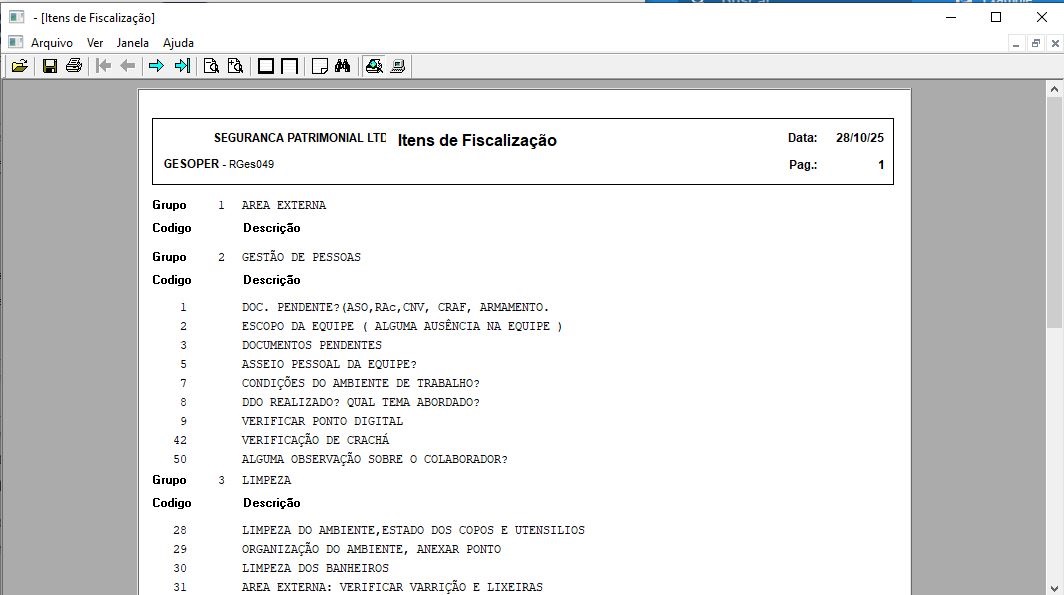 - [Itens de Fiscalização]
Arquivo Ver Janela Ajuda
SEGURANCA PATRIMONIAL LTD Itens de Fiscalização Data: 28/10/25
GESOPER - RGes049 Pag.: 1
Grupo 1 AREA EXTERNA
Codigo Descrição
Grupo 2 GESTÃO DE PESSOAS
Codigo Descrição
1 DOC. PENDENTE?(ASO,RAc,CNV, CRAF, ARMAMENTO.
2 ESCOPO DA EQUIPE ( ALGUMA AUSÊNCIA NA EQUIPE )
3 DOCUMENTOS PENDENTES
5 ASSEIO PESSOAL DA EQUIPE?
7 CONDIÇÕES DO AMBIENTE DE TRABALHO?
8 DDO REALIZADO? QUAL TEMA ABORDADO?
9 VERIFICAR PONTO DIGITAL
42 VERIFICAÇÃO DE CRACHÁ
50 ALGUMA OBSERVAÇÃO SOBRE O COLABORADOR?
Grupo 3 LIMPEZA
Codigo Descrição
28 LIMPEZA DO AMBIENTE,ESTADO DOS COPOS E UTENSILIOS
29 ORGANIZAÇÃO DO AMBIENTE, ANEXAR PONTO
30 LIMPEZA DOS BANHEIROS
31 AREA EXTERNA: VERIFICAR VARRIÇÃO E LIXEIRAS